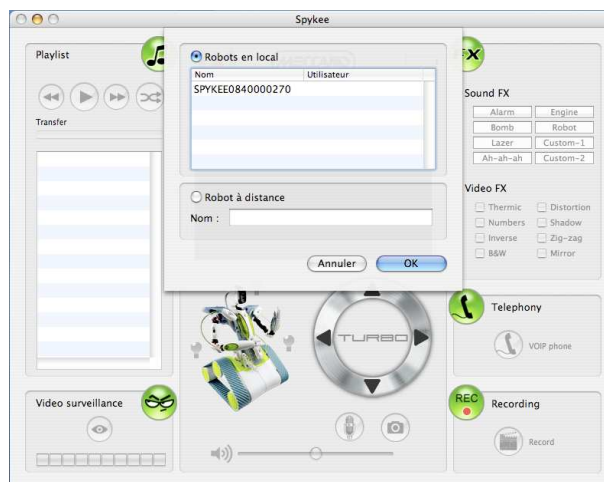 Spykee
Playlist
Transfer
Robots en local
Nom Utilisateur
SPYKEE0840000270
Robot à distance
Nom :
Annuler OK
FX
Sound FX
Alarm Engine
Bomb Robot
Lazer Custom-1
Ah-ah-ah Custom-2
Video FX
Thermic Distortion
Numbers Shadow
Inverse Zig-zag
B&W Mirror
TURBO
Telephony
VOIP phone
Video surveillance
REC Recording
Record